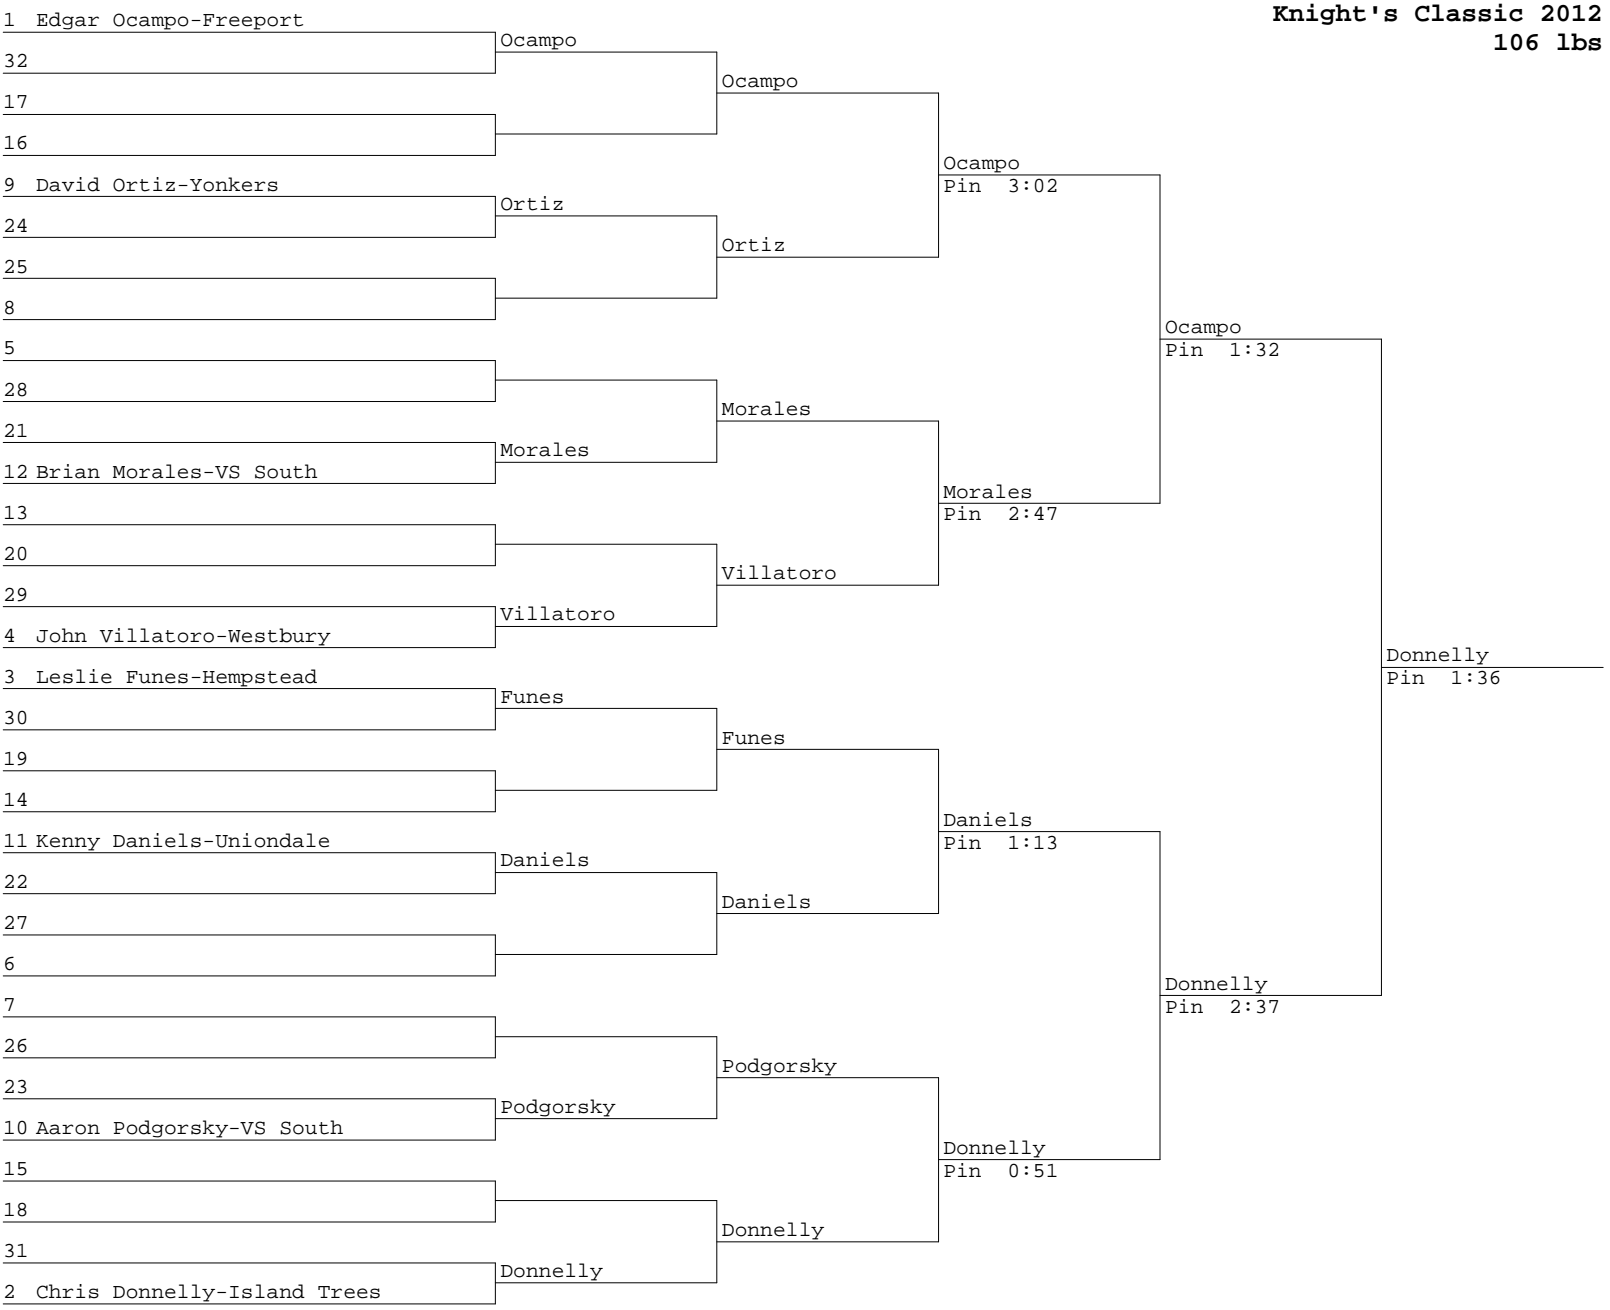 Knight's Classic 2012
106 lbs
1 Edgar Ocampo-Freeport
32
17
16
9 David Ortiz-Yonkers
24
25
8
5
28
21
12 Brian Morales-VS South
13
20
29
4 John Villatoro-Westbury
3 Leslie Funes-Hempstead
30
19
14
11 Kenny Daniels-Uniondale
22
27
6
7
26
23
10 Aaron Podgorsky-VS South
15
18
31
2 Chris Donnelly-Island Trees
Ocampo
Ortiz
Morales
Villatoro
Funes
Daniels
Podgorsky
Donnelly
Ocampo
Ortiz
Morales
Villatoro
Funes
Daniels
Podgorsky
Donnelly
Ocampo
Pin 3:02
Morales
Pin 2:47
Daniels
Pin 1:13
Donnelly
Pin 0:51
Ocampo
Pin 1:32
Donnelly
Pin 2:37
Donnelly
Pin 1:36